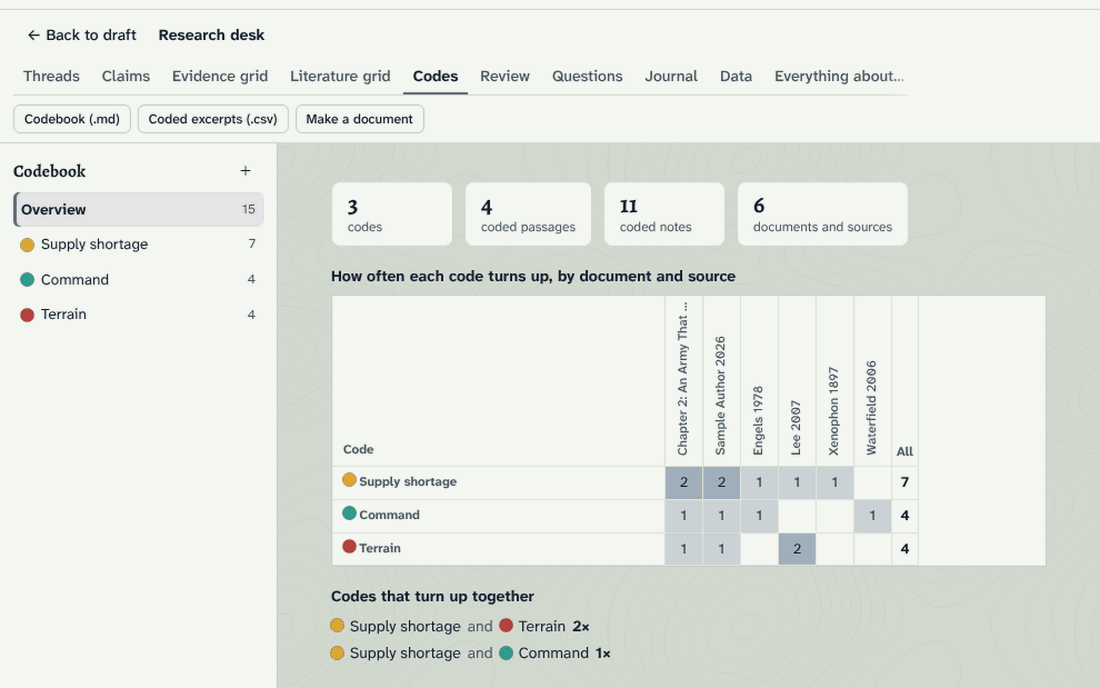 ← Back to draft Research desk
Threads Claims Evidence grid Literature grid Codes Review Questions Journal Data Everything about…
Codebook (.md) Coded excerpts (.csv) Make a document
Codebook +
Overview 15
Supply shortage 7
Command 4
Terrain 4
3 codes
4 coded passages
11 coded notes
6 documents and sources
How often each code turns up, by document and source
Code Chapter 2: An Army That … Sample Author 2026 Engels 1978 Lee 2007 Xenophon 1897 Waterfield 2006 All
Supply shortage 2 2 1 1 1 7
Command 1 1 1 1 4
Terrain 1 1 2 4
Codes that turn up together
Supply shortage and Terrain 2×
Supply shortage and Command 1×